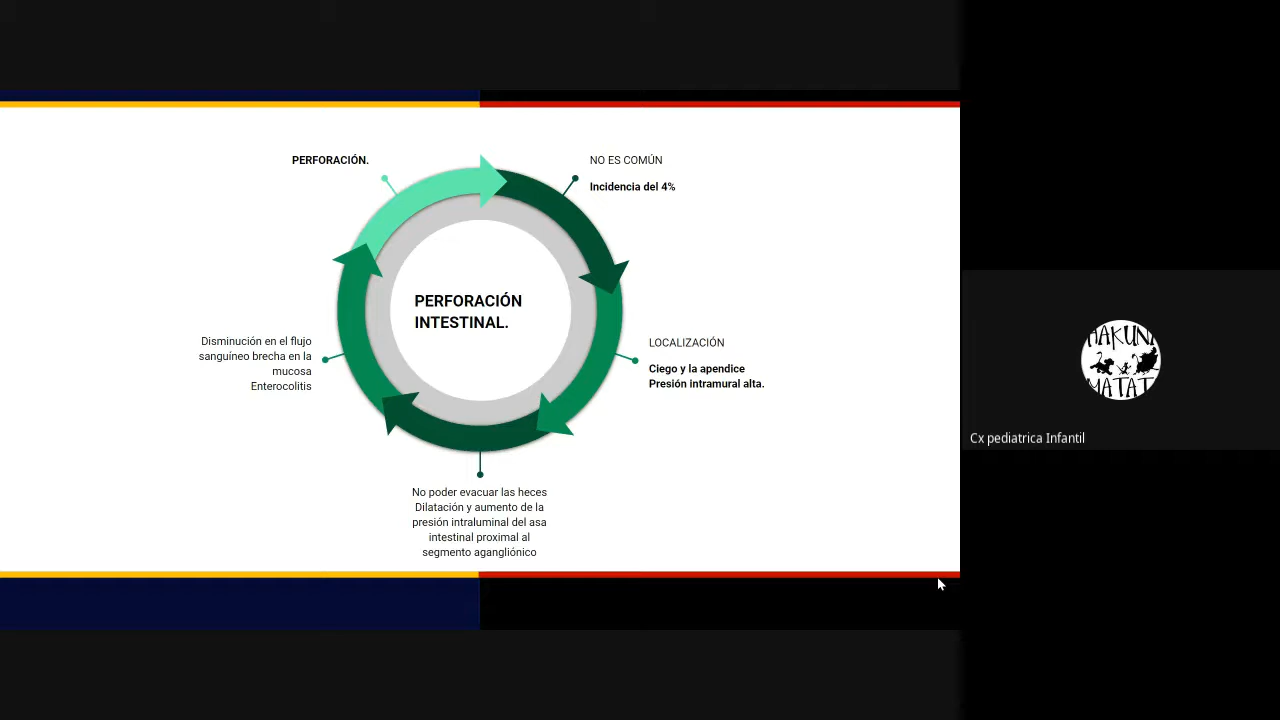 PERFORACIÓN.
NO ES COMÚN
Incidencia del 4%
PERFORACIÓN
INTESTINAL.
LOCALIZACIÓN
Ciego y la apendice
Presión intramural alta.
No poder evacuar las heces
Dilatación y aumento de la
presión intraluminal del asa
intestinal proximal al
segmento agangliónico
Disminución en el flujo
sanguíneo brecha en la
mucosa
Enterocolitis
HAKUNA
MATAT
Cx pediatrica Infantil